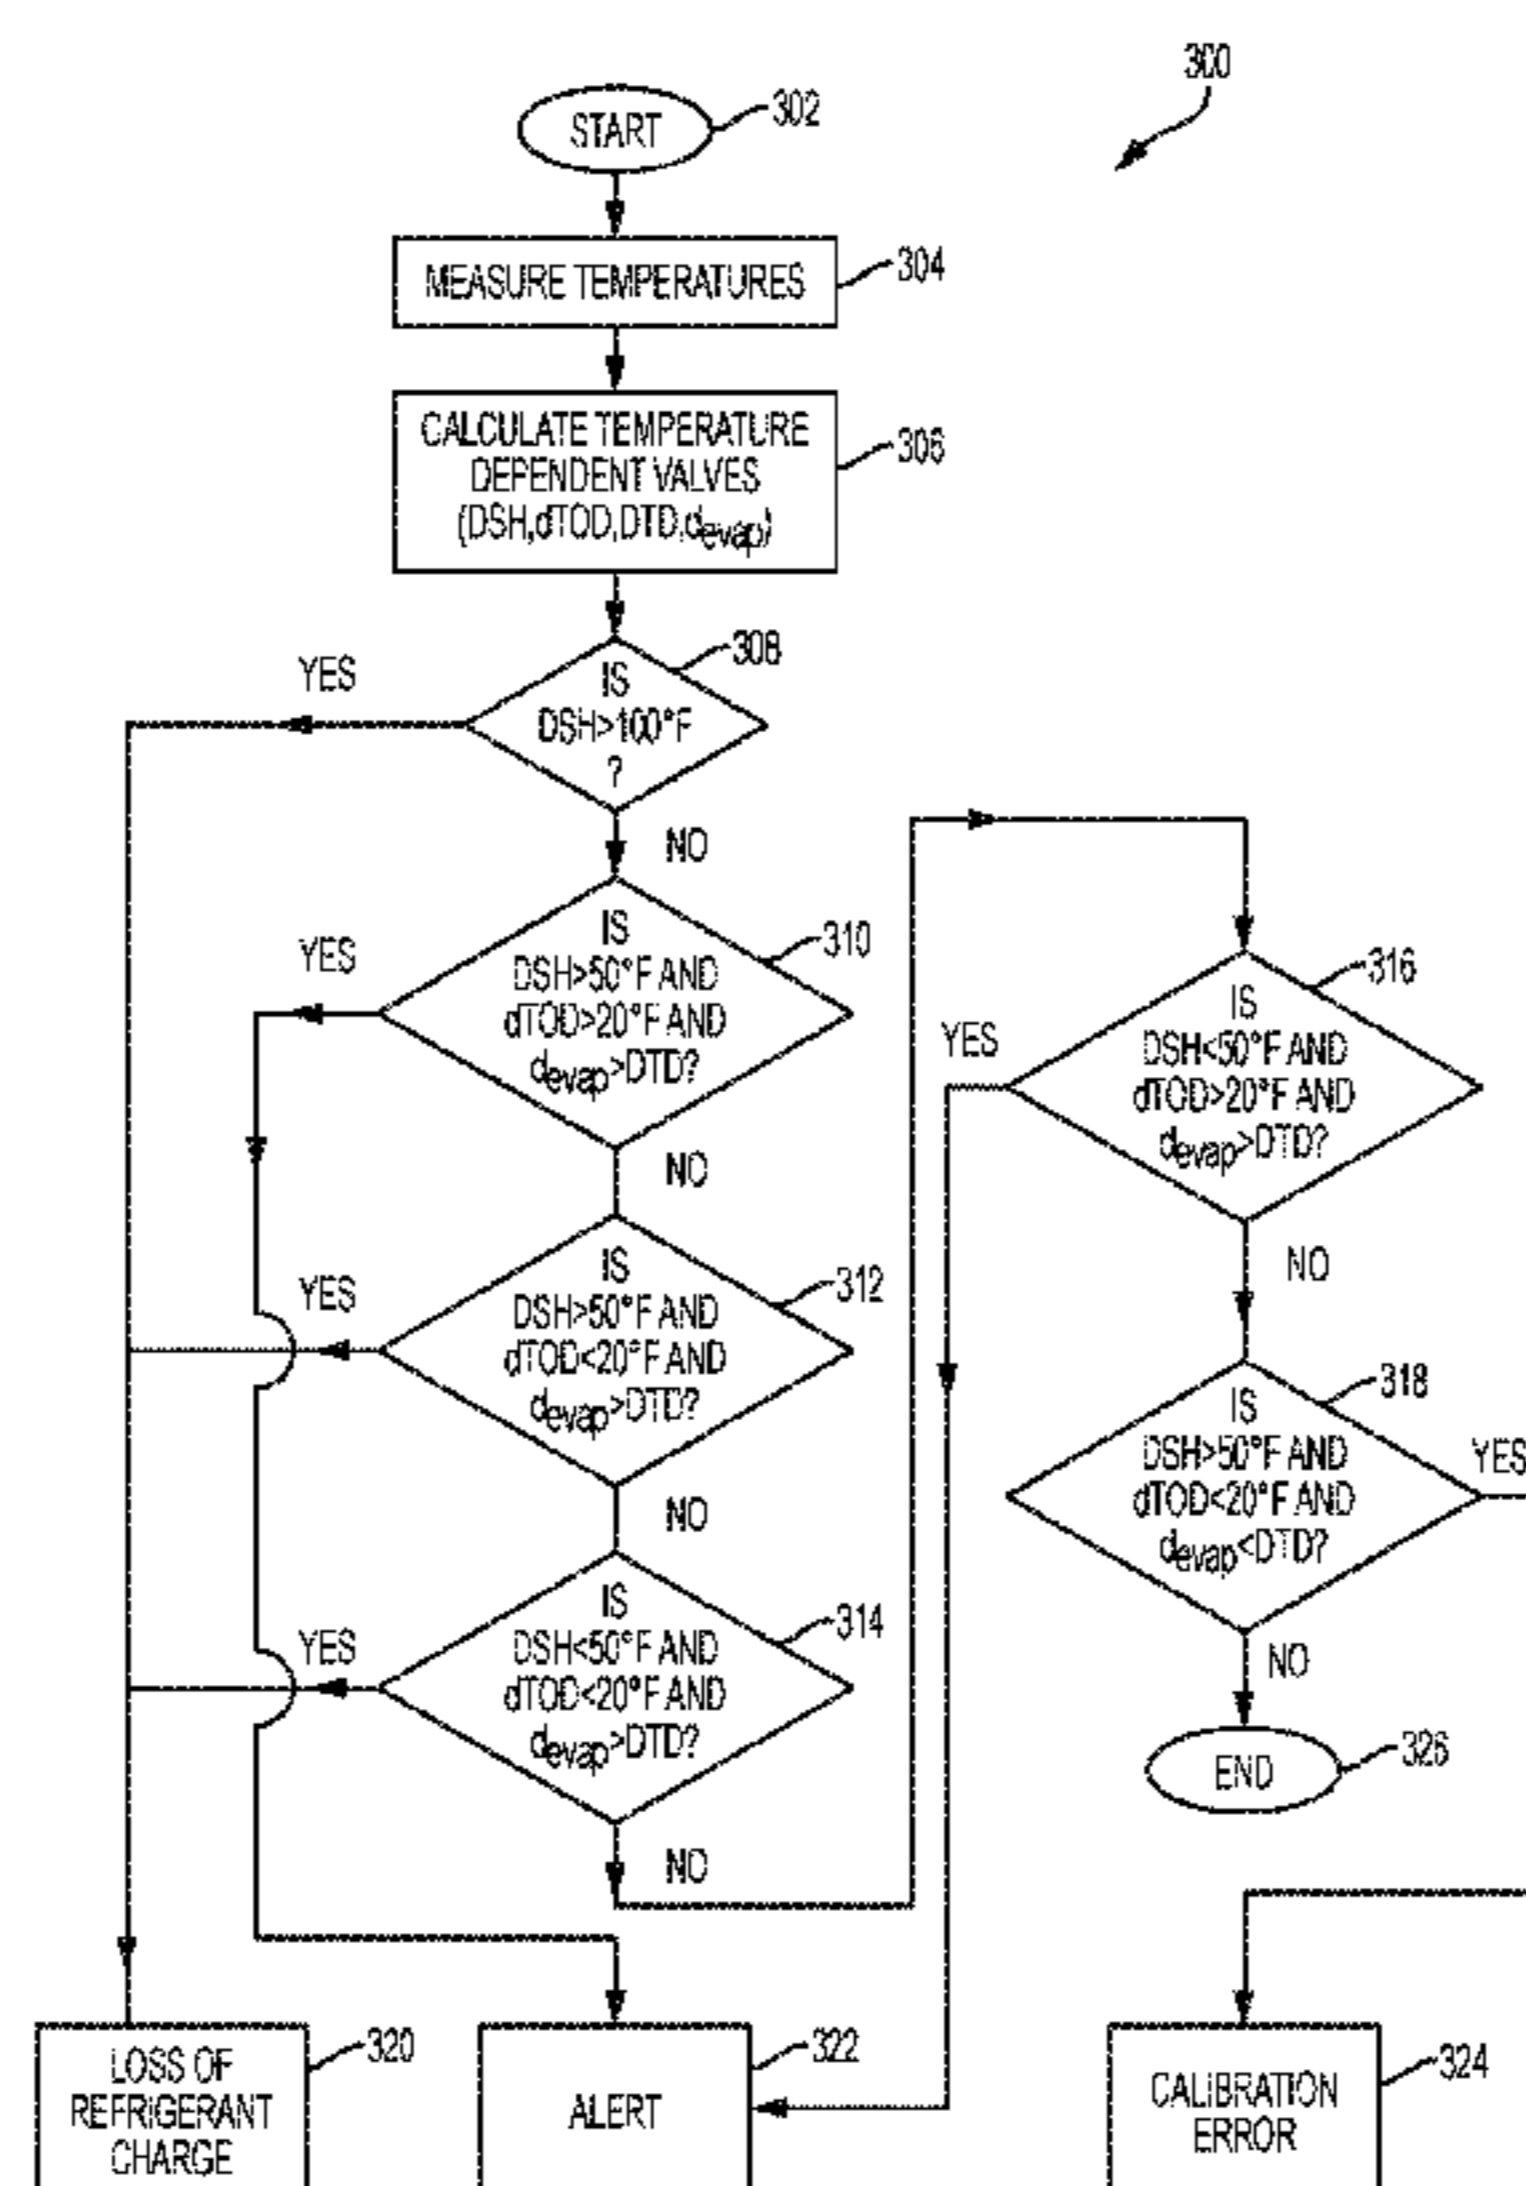 300
START
302
MEASURE TEMPERATURES
304
CALCULATE TEMPERATURE
DEPENDENT VALVES
(DSH,dTOD,DTD,devap)
306
IS
DSH>100°F
?
308
YES
NO
IS
DSH>50°F AND
dTOD>20°F AND
devap>DTD?
310
YES
NO
IS
DSH>50°F AND
dTOD<20°F AND
devap>DTD?
312
YES
NO
IS
DSH<50°F AND
dTOD<20°F AND
devap>DTD?
314
YES
NO
IS
DSH<50°F AND
dTOD>20°F AND
devap>DTD?
316
YES
NO
IS
DSH>50°F AND
dTOD<20°F AND
devap<DTD?
318
YES
NO
END
326
LOSS OF
REFRIGERANT
CHARGE
320
ALERT
322
CALIBRATION
ERROR
324